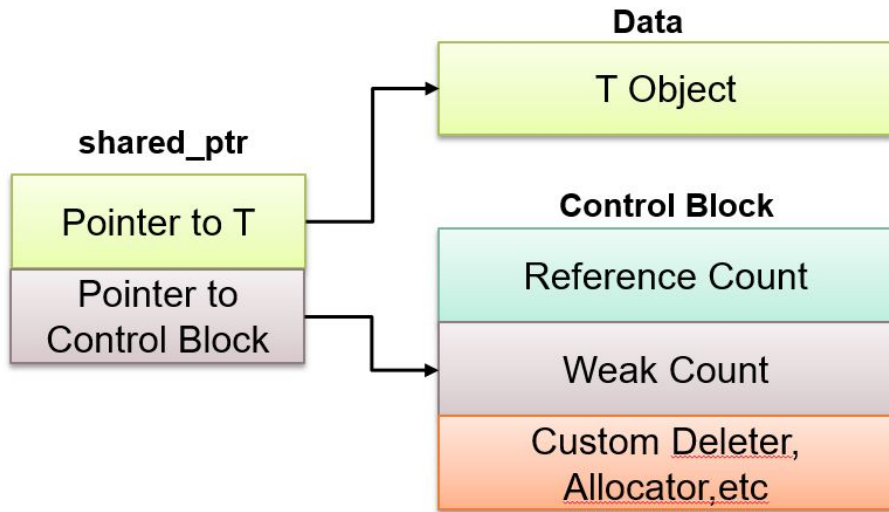 Data
T Object
shared_ptr
Pointer to T
Pointer to
Control Block
Control Block
Reference Count
Weak Count
Custom Deleter,
Allocator,etc